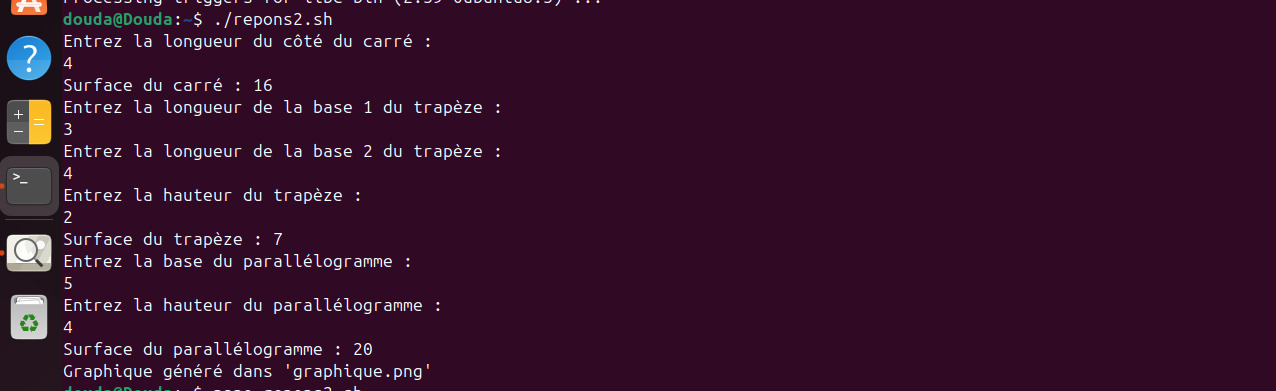 Processing triggers for libc-bin (2.39-0ubuntu8.3) ...
douda@Douda:~$ ./repons2.sh
Entrez la longueur du côté du carré :
4
Surface du carré : 16
Entrez la longueur de la base 1 du trapèze :
3
Entrez la longueur de la base 2 du trapèze :
4
Entrez la hauteur du trapèze :
2
Surface du trapèze : 7
Entrez la base du parallélogramme :
5
Entrez la hauteur du parallélogramme :
4
Surface du parallélogramme : 20
Graphique généré dans 'graphique.png'
douda@Douda:~$ nano repons2.sh